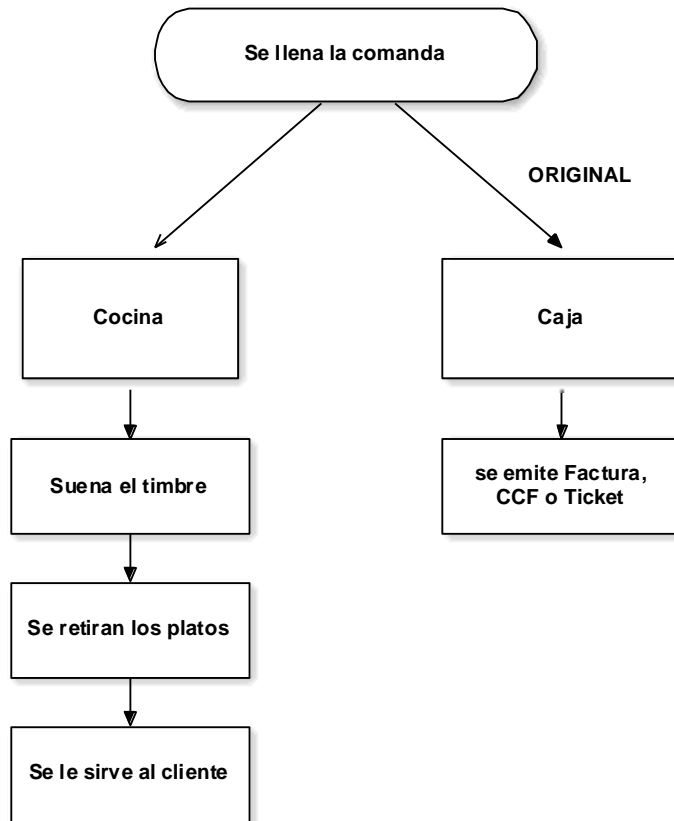 Se llena la comanda
ORIGINAL
Cocina
Caja
Suena el timbre
se emite Factura,
CCF o Ticket
Se retiran los platos
Se le sirve al cliente